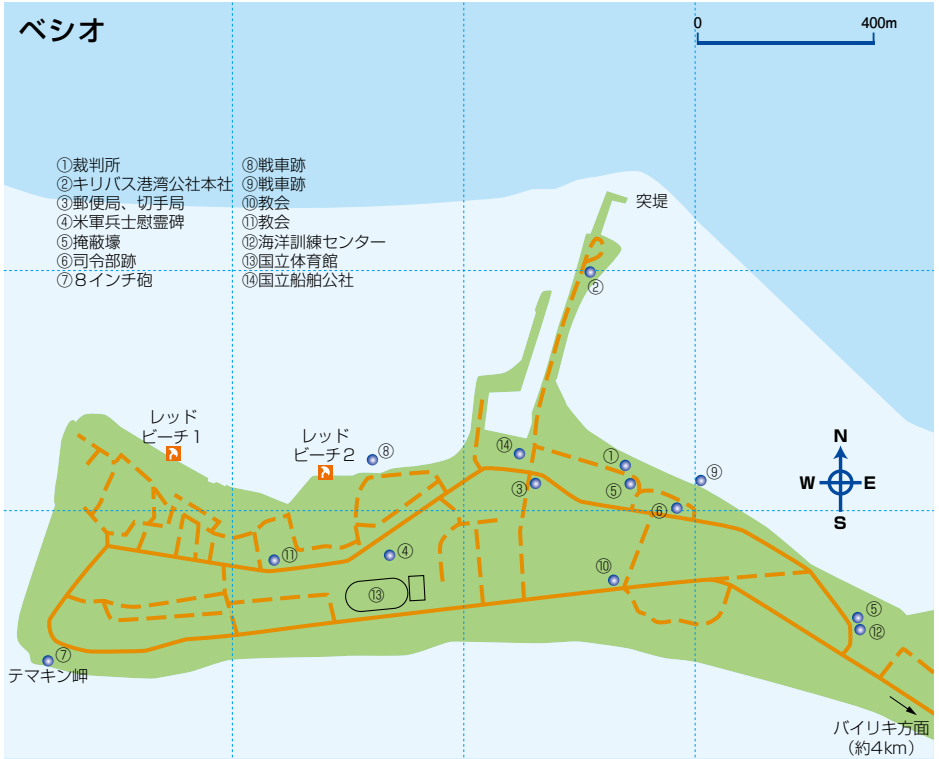 ベシオ
0 400m
①裁判所
②キリバス港湾公社本社
③郵便局、切手局
④米軍兵士慰霊碑
⑤掩蔽壕
⑥司令部跡
⑦8インチ砲
⑧戦車跡
⑨戦車跡
⑩教会
⑪教会
⑫海洋訓練センター
⑬国立体育館
⑭国立船舶公社
突堤
②
レッド
ビーチ1
レッド
ビーチ2
⑧
⑭
①
③
⑤
⑨
⑥
N
W E
S
⑪
④
⑩
⑬
⑤
⑫
⑦
テマキン岬
バイリキ方面
（約4km）